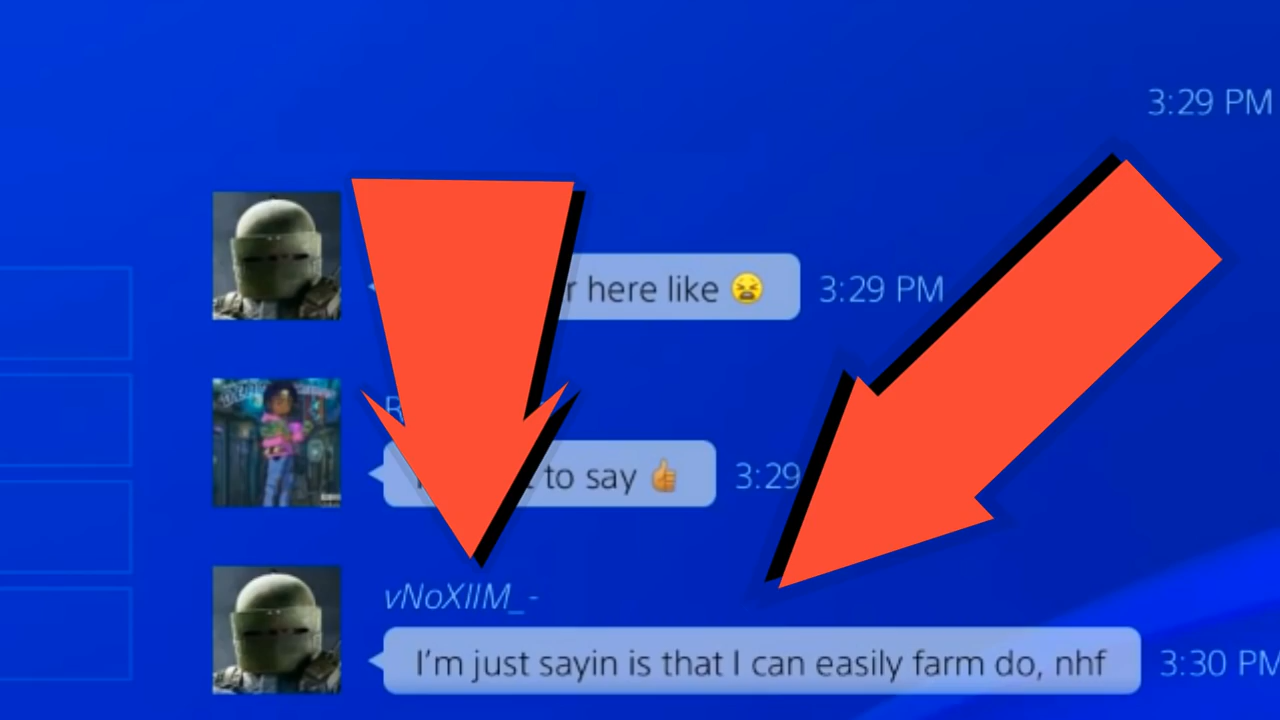 3:29 PM
r here like 😫 3:29 PM
to say 👍 3:29
vNoXIIM_-
I'm just sayin is that I can easily farm do, nhf 3:30 PM